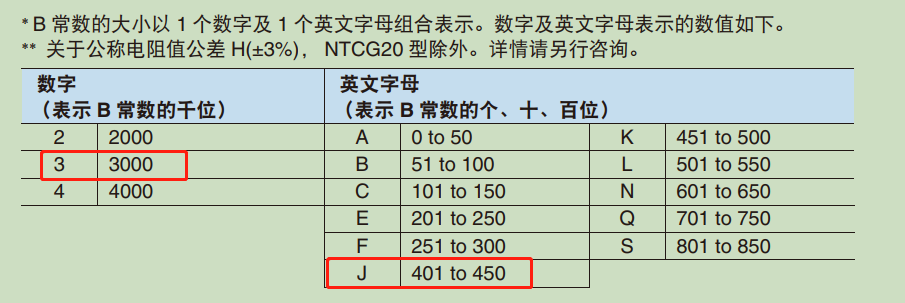 *B 常数的大小以 1 个数字及 1 个英文字母组合表示。数字及英文字母表示的数值如下。
** 关于公称电阻值公差 H(±3%)， NTCG20 型除外。详情请另行咨询。
数字 英文字母
（表示 B 常数的千位） （表示 B 常数的个、十、百位）
2 2000 A 0 to 50 K 451 to 500
3 3000 B 51 to 100 L 501 to 550
4 4000 C 101 to 150 N 601 to 650
E 201 to 250 Q 701 to 750
F 251 to 300 S 801 to 850
J 401 to 450